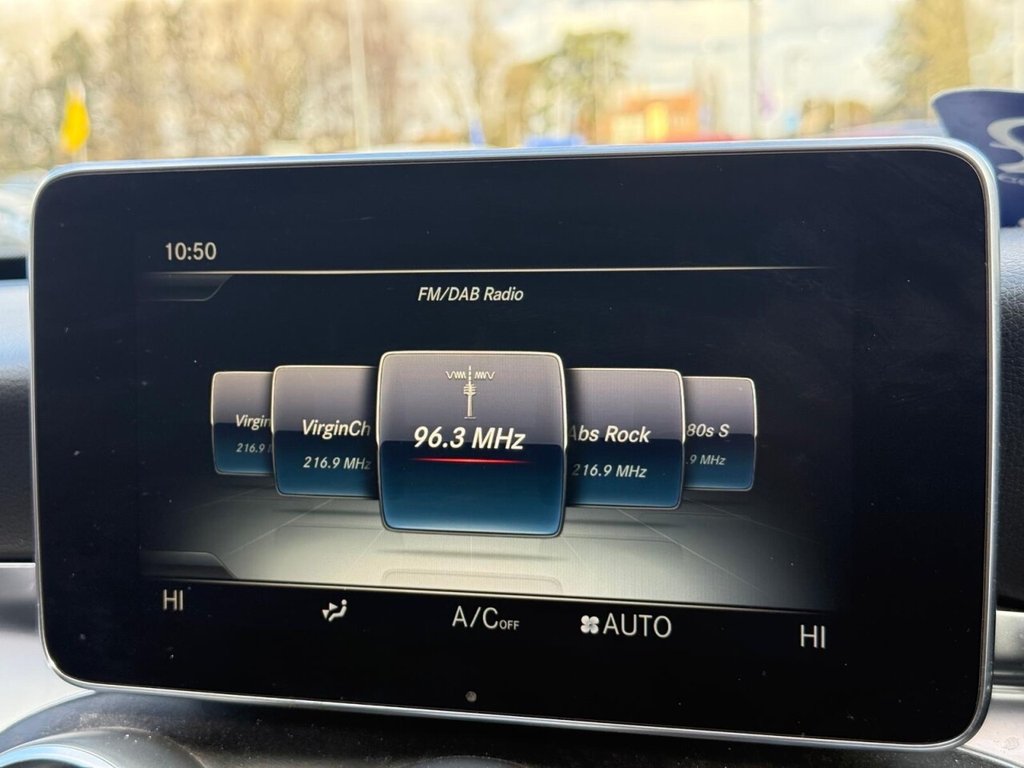 10:50
FM/DAB Radio
Virgin
216.9
VirginCh
216.9 MHz
96.3 MHz
Abs Rock
216.9 MHz
80s S
.9 MHz
HI
A/C OFF
AUTO
HI